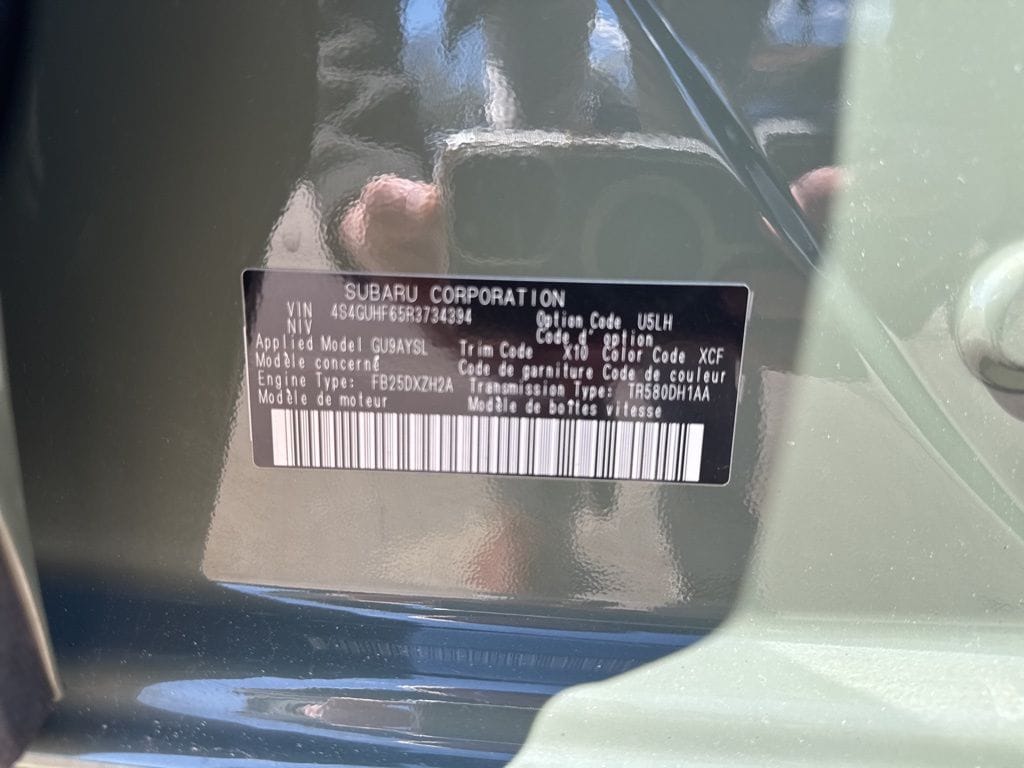 SUBARU CORPORATION
VIN 4S4GUHF65R3734394 Option Code U5LH
NIV Code d' option
Applied Model GU9AYSL Trim Code X10 Color Code XCF
Modèle concerné Code de garniture Code de couleur
Engine Type: FB25DXZH2A Transmission Type: TR580DH1AA
Modèle de moteur Modèle de boîtes vitesse